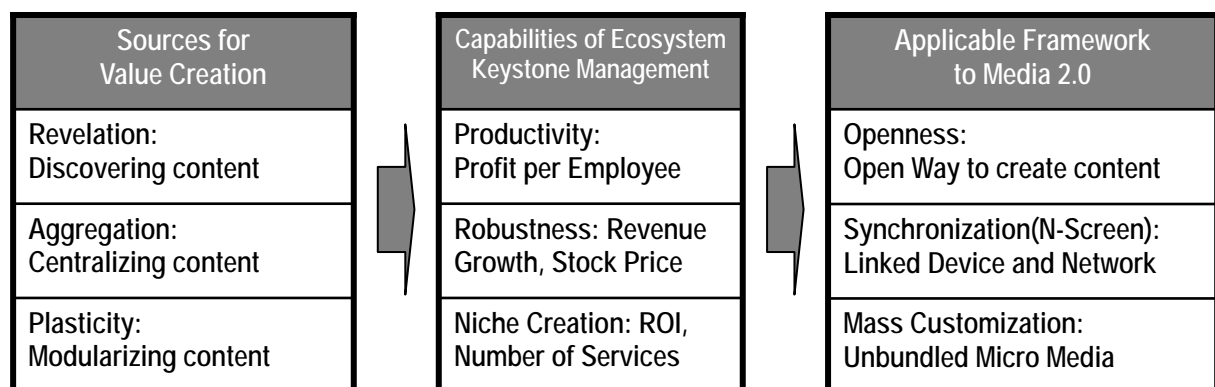 Sources for
Value Creation
Revelation:
Discovering content
Aggregation:
Centralizing content
Plasticity:
Modularizing content
Capabilities of Ecosystem
Keystone Management
Productivity:
Profit per Employee
Robustness: Revenue
Growth, Stock Price
Niche Creation: ROI,
Number of Services
Applicable Framework
to Media 2.0
Openness:
Open Way to create content
Synchronization(N-Screen):
Linked Device and Network
Mass Customization:
Unbundled Micro Media